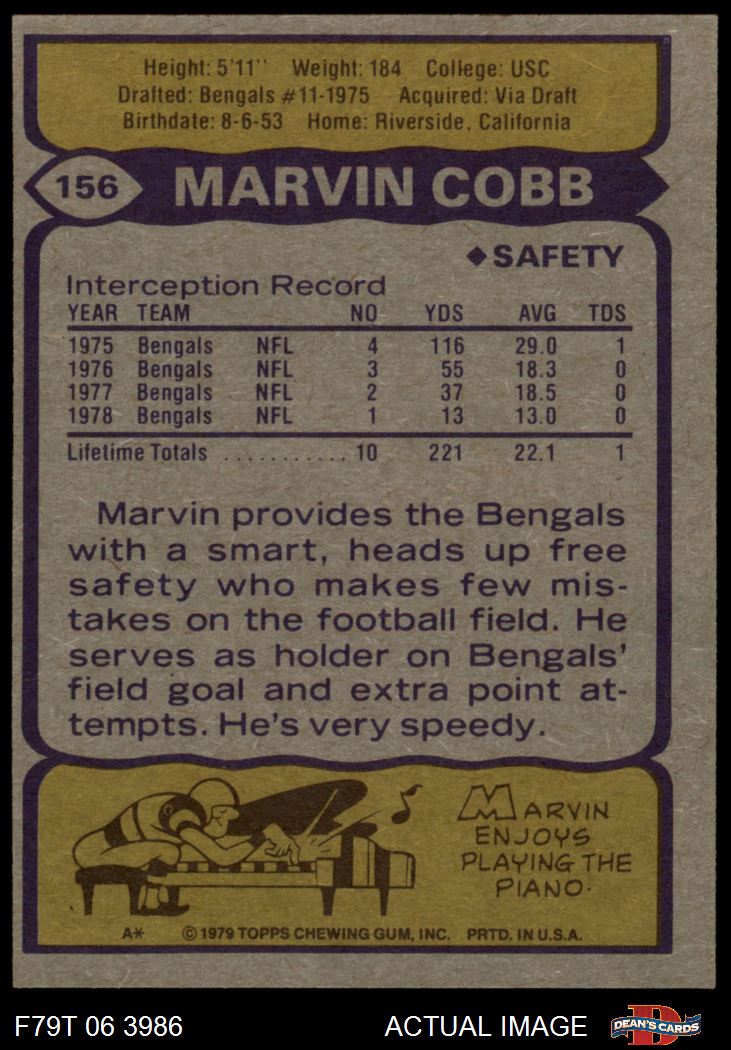 Height: 5'11'' Weight: 184 College: USC
Drafted: Bengals #11-1975 Acquired: Via Draft
Birthdate: 8-6-53 Home: Riverside, California
156 MARVIN COBB
◆SAFETY
Interception Record
YEAR TEAM NO YDS AVG TDS
1975 Bengals NFL 4 116 29.0 1
1976 Bengals NFL 3 55 18.3 0
1977 Bengals NFL 2 37 18.5 0
1978 Bengals NFL 1 13 13.0 0
Lifetime Totals ........... 10 221 22.1 1
Marvin provides the Bengals
with a smart, heads up free
safety who makes few mis-
takes on the football field. He
serves as holder on Bengals'
field goal and extra point at-
tempts. He's very speedy.
MARVIN
ENJOYS
PLAYING THE
PIANO.
A* © 1979 TOPPS CHEWING GUM, INC. PRTD. IN U.S.A.
F79T 06 3986 ACTUAL IMAGE DEAN'S CARDS